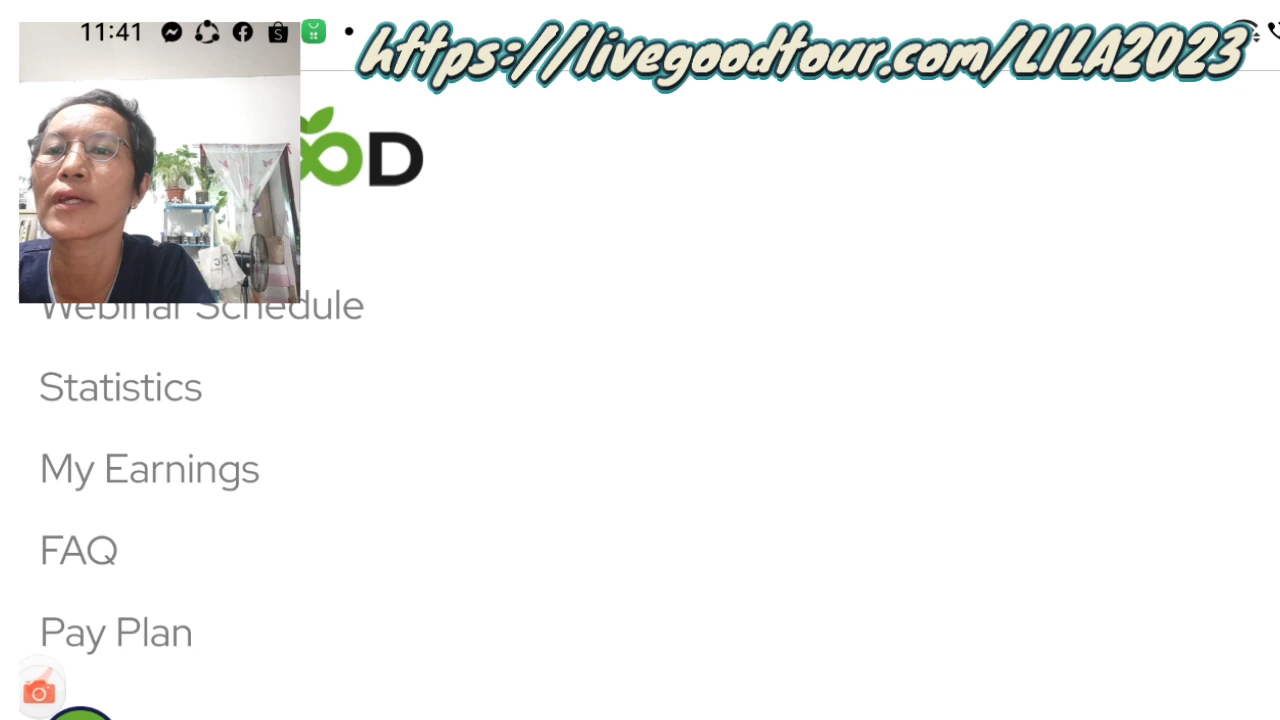 11:41
https://livegoodtour.com/LILA2023
OD
Webinar Schedule
Statistics
My Earnings
FAQ
Pay Plan